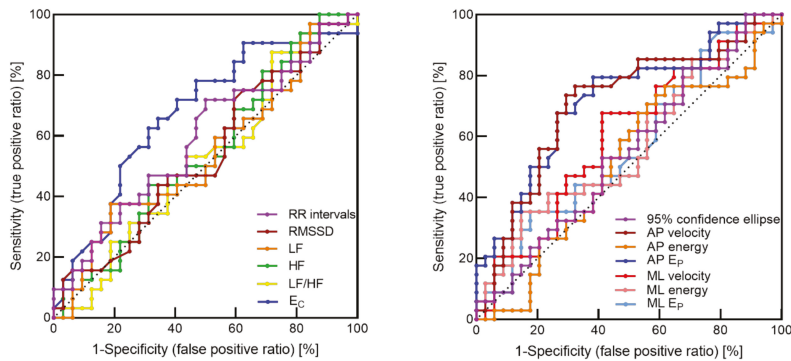 100
80
60
40
20
0
0
20
40
60
80
100
Sensitivity (true positive ratio) [%]
1-Specificity (false positive ratio) [%]
RR intervals
RMSSD
LF
HF
LF/HF
E_C
100
80
60
40
20
0
0
20
40
60
80
100
Sensitivity (true positive ratio) [%]
1-Specificity (false positive ratio) [%]
95% confidence ellipse
AP velocity
AP energy
AP E_P
ML velocity
ML energy
ML E_P